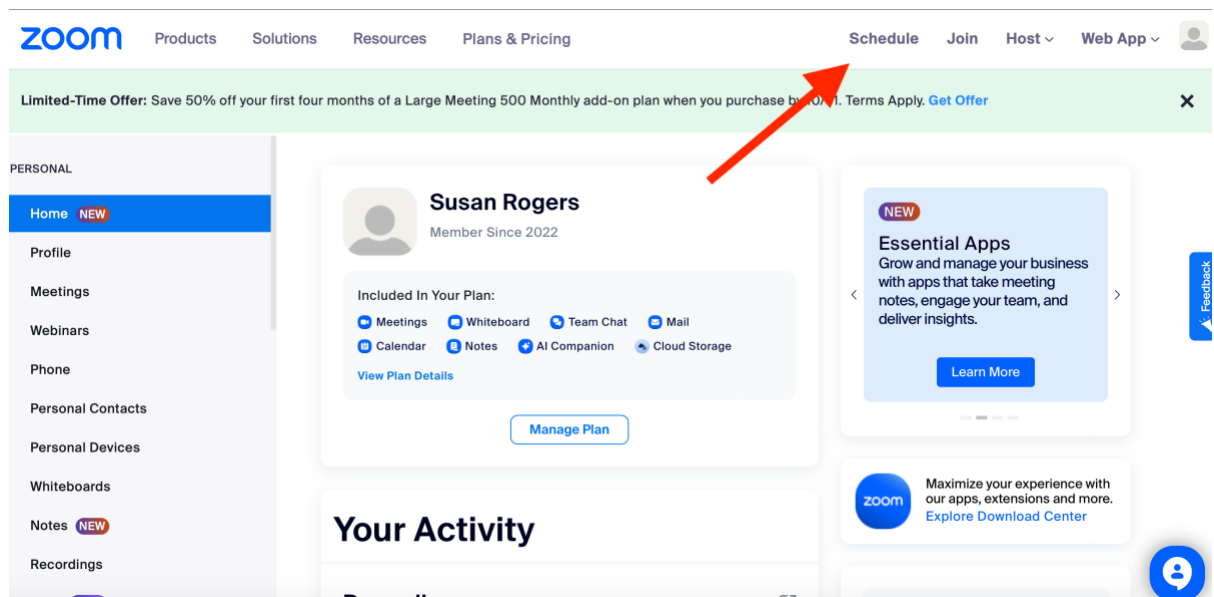 zoom Products Solutions Resources Plans & Pricing Schedule Join Host Web App
Limited-Time Offer: Save 50% off your first four months of a Large Meeting 500 Monthly add-on plan when you purchase by Terms Apply. Get Offer
PERSONAL
Home NEW
Profile
Meetings
Webinars
Phone
Personal Contacts
Personal Devices
Whiteboards
Notes NEW
Recordings
Susan Rogers
Member Since 2022
Included In Your Plan:
Meetings Whiteboard Team Chat Mail
Calendar Notes AI Companion Cloud Storage
View Plan Details
Manage Plan
Your Activity
NEW
Essential Apps
Grow and manage your business
with apps that take meeting
notes, engage your team, and
deliver insights.
Learn More
zoom
Maximize your experience with
our apps, extensions and more.
Explore Download Center
Feedback